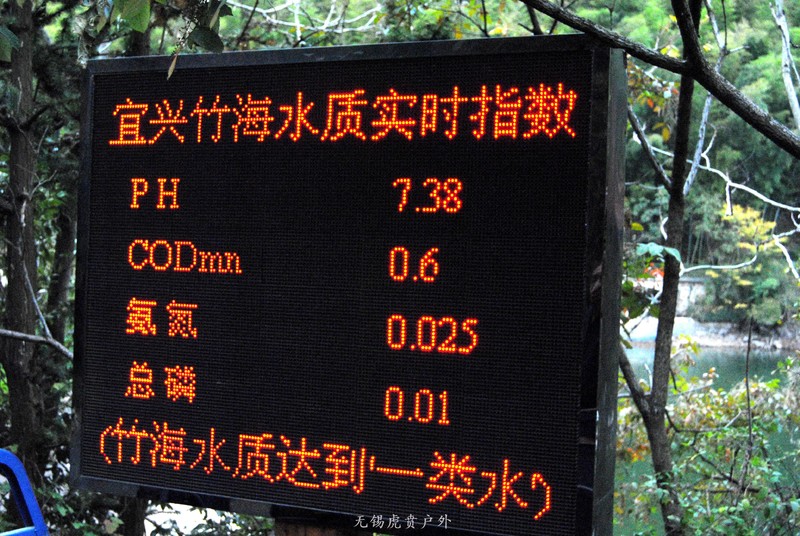 宜兴竹海水质实时指数
PH 7.38
CODmn 0.6
氨氮 0.025
总磷 0.01
(竹海水质达到一类水)
无锡虎贲户外